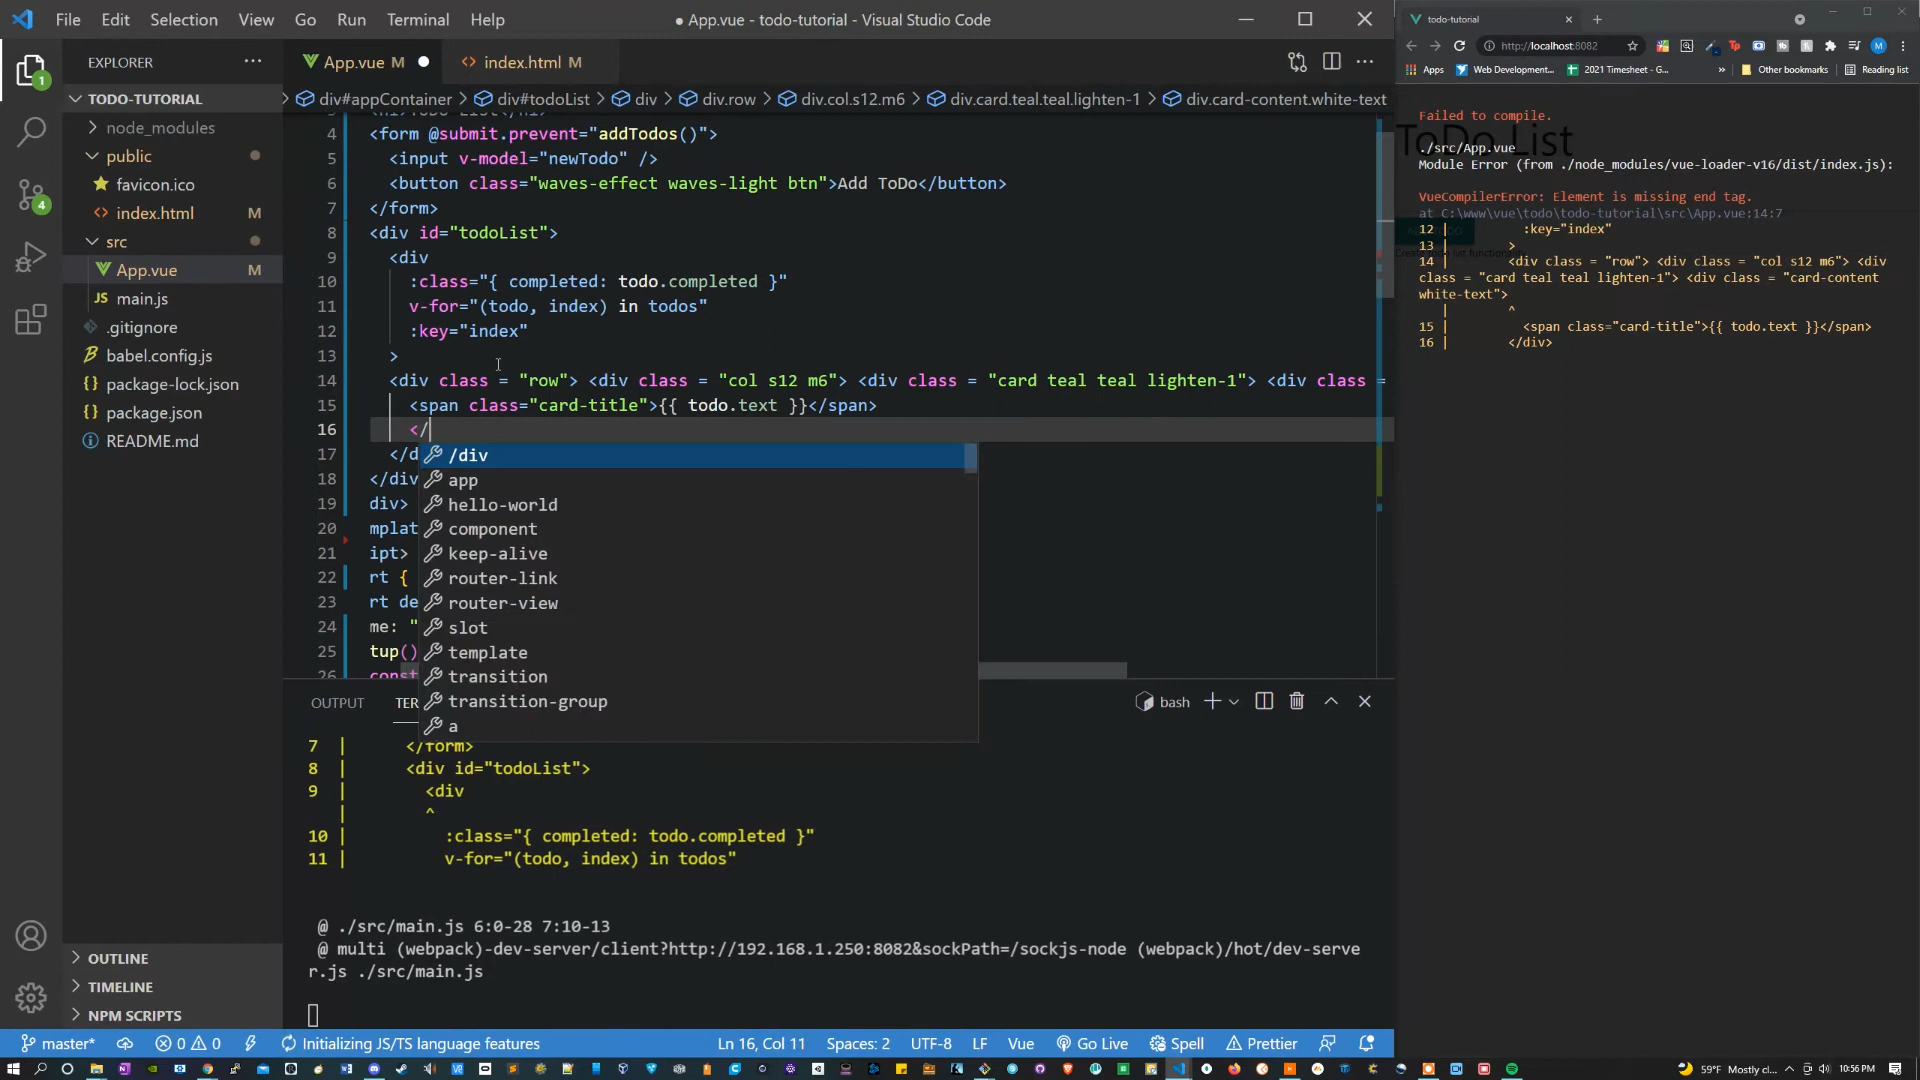 File Edit Selection View Go Run Terminal Help
● App.vue - todo-tutorial - Visual Studio Code
EXPLORER
TODO-TUTORIAL
node_modules
public
favicon.ico
index.html M
src
App.vue M
JS main.js
.gitignore
babel.config.js
package-lock.json
package.json
README.md
OUTLINE
TIMELINE
NPM SCRIPTS
1
4
App.vue M ●
index.html M
div#appContainer > div#todoList > div > div.row > div.col.s12.m6 > div.card.teal.teal.lighten-1 > div.card-content.white-text
4 <form @submit.prevent="addTodos()">
5 <input v-model="newTodo" />
6 <button class="waves-effect waves-light btn">Add ToDo</button>
7 </form>
8 <div id="todoList">
9 <div
10 :class="{ completed: todo.completed }"
11 v-for="(todo, index) in todos"
12 :key="index"
13 >
14 <div class = "row"> <div class = "col s12 m6"> <div class = "card teal teal lighten-1"> <div class =
15 <span class="card-title">{{ todo.text }}</span>
16 </
17 </d
18 </div
19 div>
20 mplat
21 ipt>
22 rt {
23 rt de
24 me: "
25 tup()
26 const
/div
app
hello-world
component
keep-alive
router-link
router-view
slot
template
transition
transition-group
a
OUTPUT TER
bash
7 | </form>
8 | <div id="todoList">
9 | <div
| ^
10 | :class="{ completed: todo.completed }"
11 | v-for="(todo, index) in todos"
@ ./src/main.js 6:0-28 7:10-13
@ multi (webpack)-dev-server/client?http://192.168.1.250:8082&sockPath=/sockjs-node (webpack)/hot/dev-serve
r.js ./src/main.js
master* 0 0 Initializing JS/TS language features
Ln 16, Col 11 Spaces: 2 UTF-8 LF Vue Go Live Spell Prettier
todo-tutorial
http://localhost:8082
Apps Web Development... 2021 Timesheet - G... » Other bookmarks Reading list
ToDo List
Failed to compile.
./src/App.vue
Module Error (from ./node_modules/vue-loader-v16/dist/index.js):
VueCompilerError: Element is missing end tag.
at C:\www\vue\todo\todo-tutorial\src\App.vue:14:7
12 | :key="index"
13 | >
14 | <div class = "row"> <div class = "col s12 m6"> <div
class = "card teal teal lighten-1"> <div class = "card-content
white-text">
| ^
15 | <span class="card-title">{{ todo.text }}</span>
16 | </div>
59°F Mostly cl... 10:56 PM